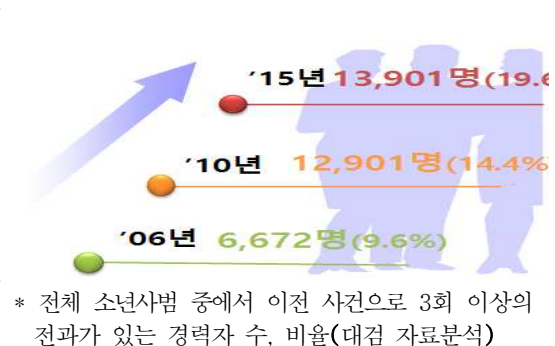 ′15년 13,901명(19.6
′10년 12,901명(14.4%
′06년 6,672명(9.6%)
* 전체 소년사범 중에서 이전 사건으로 3회 이상의
전과가 있는 경력자 수, 비율(대검 자료분석)